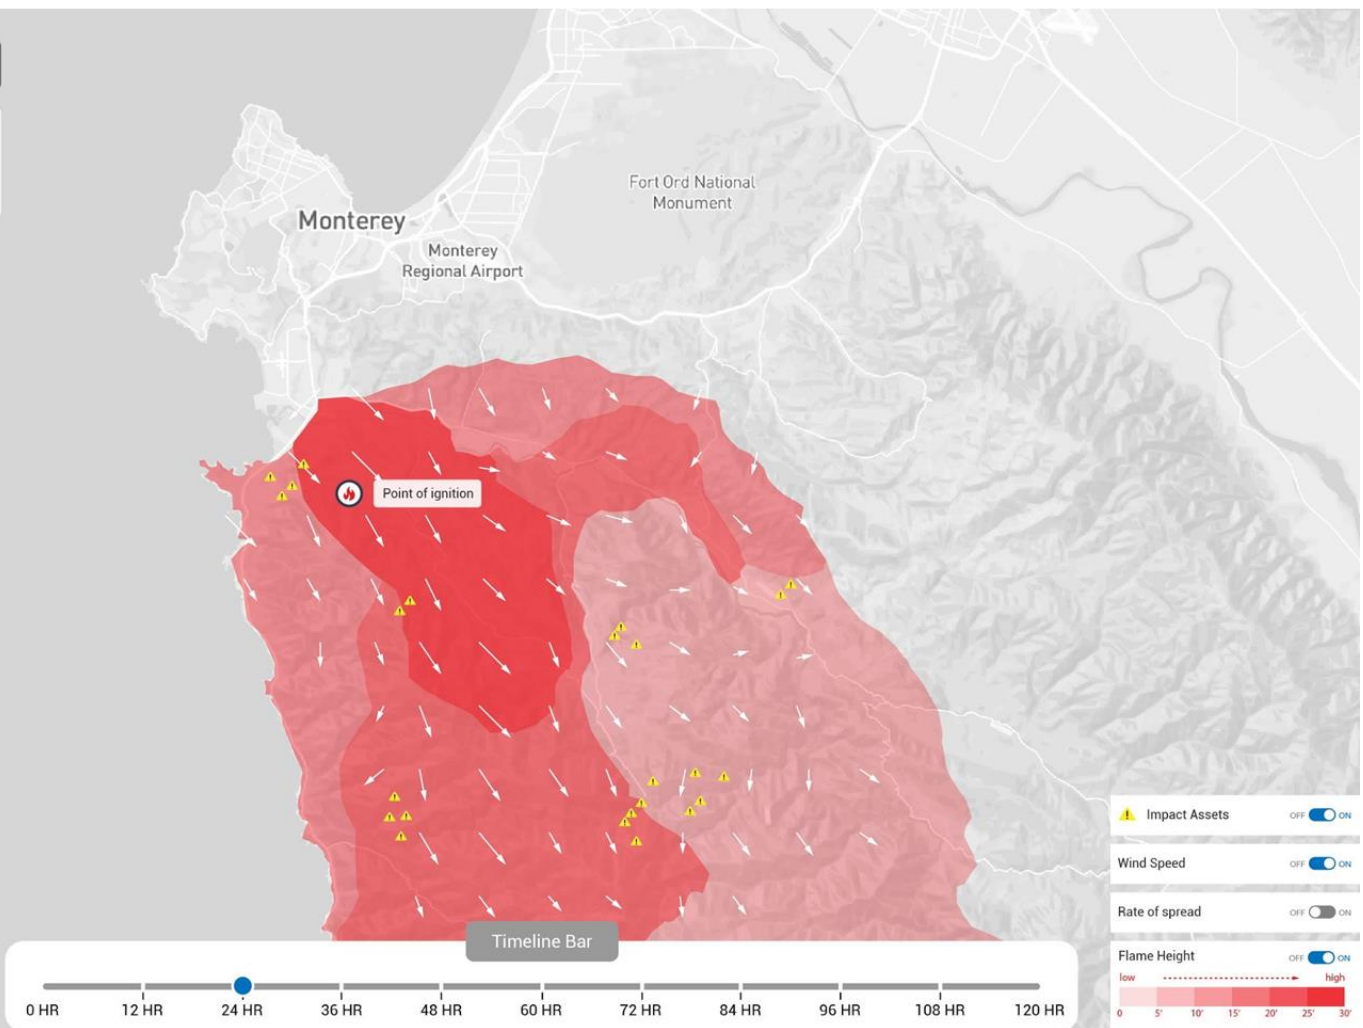 Fort Ord National
Monument
Monterey
Monterey
Regional Airport
Point of ignition
Impact Assets OFF ON
Wind Speed OFF ON
Rate of spread OFF ON
Flame Height OFF ON
low high
0 5' 10' 15' 20' 25' 30'
Timeline Bar
0 HR 12 HR 24 HR 36 HR 48 HR 60 HR 72 HR 84 HR 96 HR 108 HR 120 HR